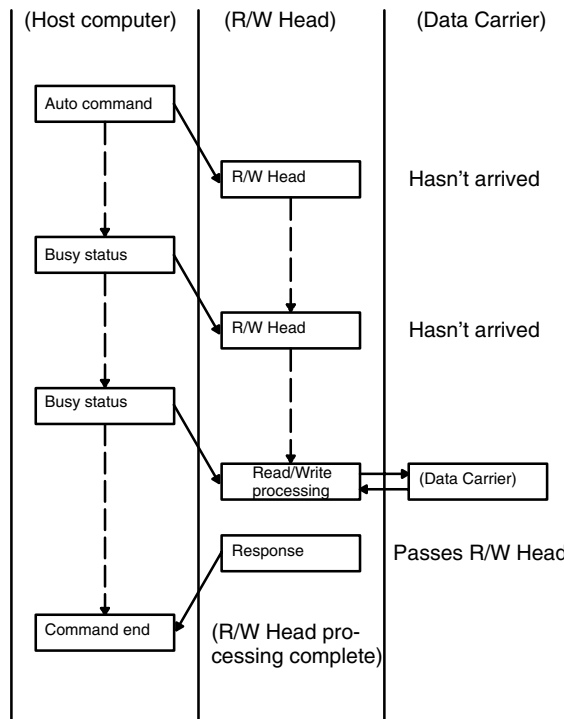 (Host computer) (R/W Head) (Data Carrier)
Auto command
R/W Head Hasn't arrived
Busy status
R/W Head Hasn't arrived
Busy status
Read/Write
processing
(Data Carrier)
Response Passes R/W Head
Command end
(R/W Head pro-
cessing complete)